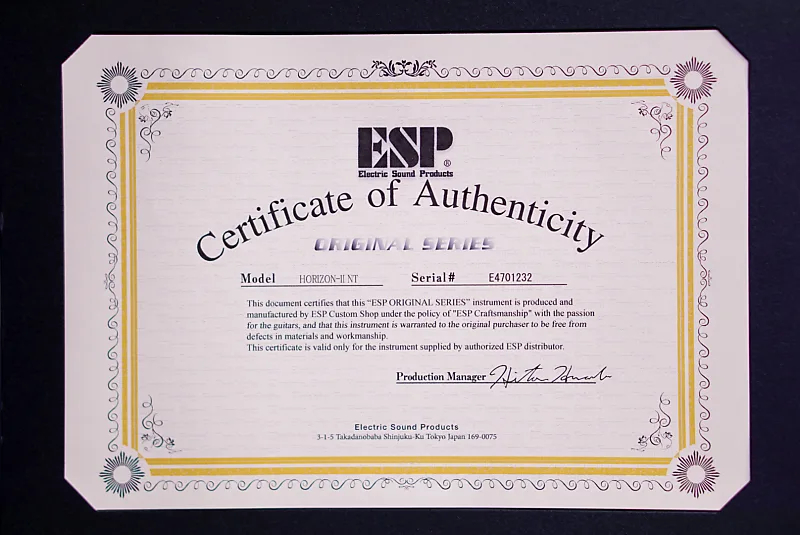 ESP®
Electric Sound Products
Certificate of Authenticity
ORIGINAL SERIES
Model HORIZON-II NT Serial# E4701232
This document certifies that this “ESP ORIGINAL SERIES” instrument is produced and
manufactured by ESP Custom Shop under the policy of "ESP Craftsmanship" with the passion
for the guitars, and that this instrument is warranted to the original purchaser to be free from
defects in materials and workmanship.
This certificate is valid only for the instrument supplied by authorized ESP distributor.
Production Manager
Electric Sound Products
3-1-5 Takadanobaba Shinjuku-Ku Tokyo Japan 169-0075